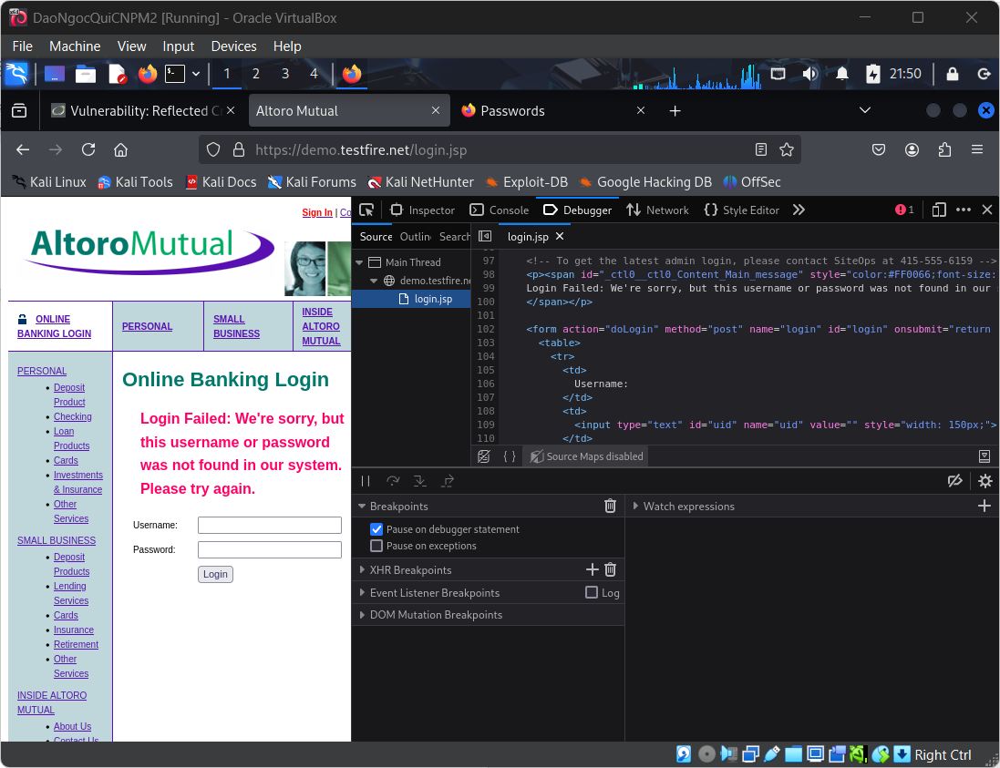 DaoNgocQuiCNPM2 [Running] - Oracle VirtualBox
File Machine View Input Devices Help
1 2 3 4 21:50
Vulnerability: Reflected C
Altoro Mutual
Passwords
https://demo.testfire.net/login.jsp
Kali Linux Kali Tools Kali Docs Kali Forums Kali NetHunter Exploit-DB Google Hacking DB OffSec
Sign In | Co
AltoroMutual
ONLINE BANKING LOGIN
PERSONAL
SMALL BUSINESS
INSIDE ALTORO MUTUAL
PERSONAL
Deposit Product
Checking
Loan Products
Cards
Investments & Insurance
Other Services
SMALL BUSINESS
Deposit Products
Lending Services
Cards
Insurance
Retirement
Other Services
INSIDE ALTORO MUTUAL
About Us
Contact Us
Online Banking Login
Login Failed: We're sorry, but
this username or password
was not found in our system.
Please try again.
Username:
Password:
Login
Inspector Console Debugger Network Style Editor 1
Source Outlin Search
login.jsp
Main Thread
demo.testfire.ne
login.jsp
97 <!-- To get the latest admin login, please contact SiteOps at 415-555-6159 -->
98 <p><span id="_ctl0__ctl0_Content_Main_message" style="color:#FF0066;font-size:
99 Login Failed: We're sorry, but this username or password was not found in our s
100 </span></p>
101
102 <form action="doLogin" method="post" name="login" id="login" onsubmit="return
103 <table>
104 <tr>
105 <td>
106 Username:
107 </td>
108 <td>
109 <input type="text" id="uid" name="uid" value="" style="width: 150px;">
110 </td>
{ } Source Maps disabled
Breakpoints
Pause on debugger statement
Pause on exceptions
XHR Breakpoints
Event Listener Breakpoints Log
DOM Mutation Breakpoints
Watch expressions
Right Ctrl